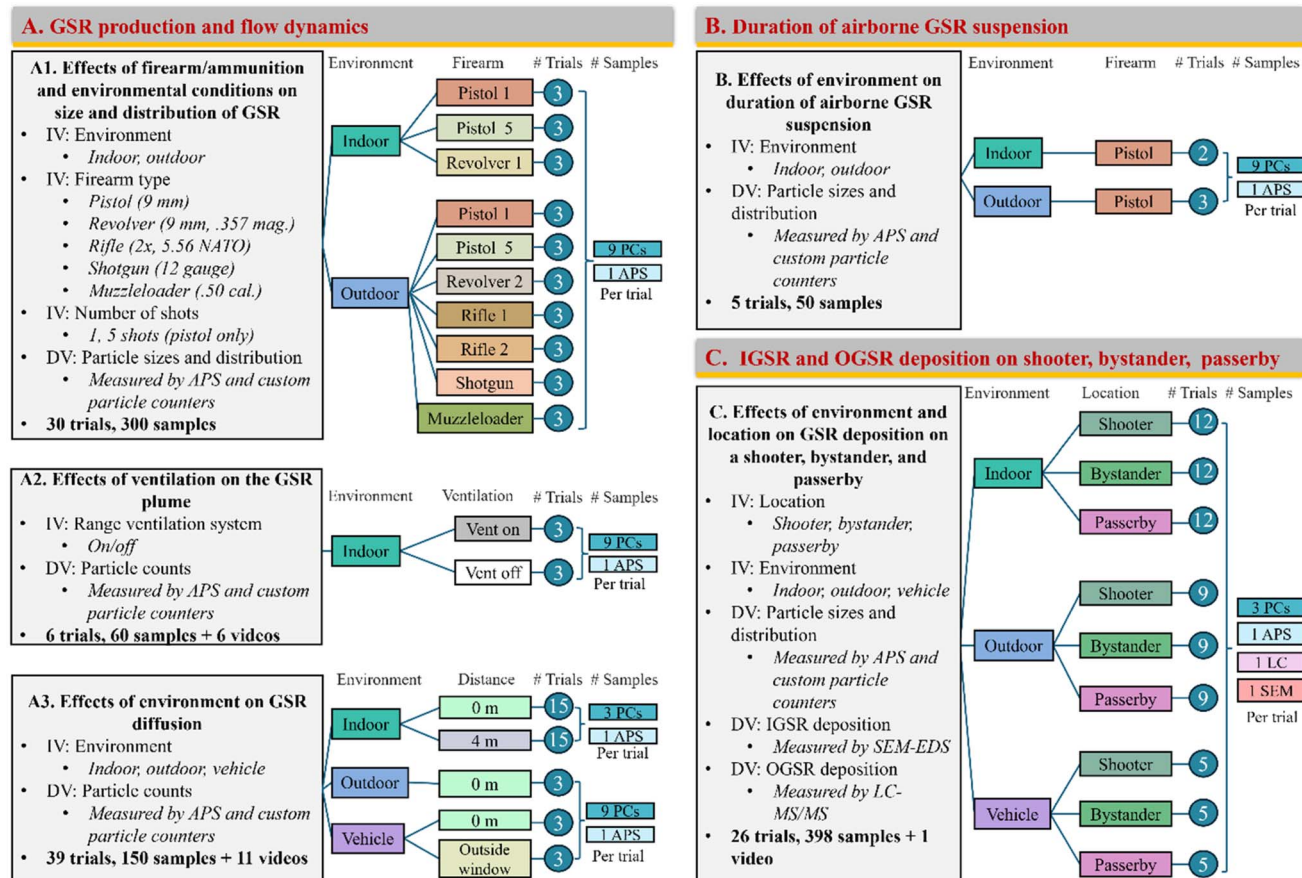 A. GSR production and flow dynamics
A1. Effects of firearm/ammunition
and environmental conditions on
size and distribution of GSR
• IV: Environment
• Indoor, outdoor
• IV: Firearm type
• Pistol (9 mm)
• Revolver (9 mm, .357 mag.)
• Rifle (2x, 5.56 NATO)
• Shotgun (12 gauge)
• Muzzleloader (.50 cal.)
• IV: Number of shots
• 1, 5 shots (pistol only)
• DV: Particle sizes and distribution
• Measured by APS and custom
particle counters
• 30 trials, 300 samples
Environment Firearm # Trials # Samples
Indoor
Pistol 1 3
Pistol 5 3
Revolver 1 3
Outdoor
Pistol 1 3
Pistol 5 3
Revolver 2 3
Rifle 1 3
Rifle 2 3
Shotgun 3
Muzzleloader 3
9 PCs
1 APS
Per trial
A2. Effects of ventilation on the GSR
plume
• IV: Range ventilation system
• On/off
• DV: Particle counts
• Measured by APS and custom
particle counters
• 6 trials, 60 samples + 6 videos
Environment Ventilation # Trials # Samples
Indoor
Vent on 3
Vent off 3
9 PCs
1 APS
Per trial
A3. Effects of environment on GSR
diffusion
• IV: Environment
• Indoor, outdoor, vehicle
• DV: Particle counts
• Measured by APS and custom
particle counters
• 39 trials, 150 samples + 11 videos
Environment Distance # Trials # Samples
Indoor
0 m 15
4 m 15
3 PCs
1 APS
Per trial
Outdoor 0 m 3
Vehicle
0 m 3
Outside
window 3
9 PCs
1 APS
Per trial
B. Duration of airborne GSR suspension
B. Effects of environment on
duration of airborne GSR
suspension
• IV: Environment
• Indoor, outdoor
• DV: Particle sizes and
distribution
• Measured by APS and
custom particle
counters
• 5 trials, 50 samples
Environment Firearm # Trials # Samples
Indoor Pistol 2
Outdoor Pistol 3
9 PCs
1 APS
Per trial
C. IGSR and OGSR deposition on shooter, bystander, passerby
C. Effects of environment and
location on GSR deposition on
a shooter, bystander, and
passerby
• IV: Location
• Shooter, bystander,
passerby
• IV: Environment
• Indoor, outdoor, vehicle
• DV: Particle sizes and
distribution
• Measured by APS and
custom particle
counters
• DV: IGSR deposition
• Measured by SEM-EDS
• DV: OGSR deposition
• Measured by LC-
MS/MS
• 26 trials, 398 samples + 1
video
Environment Location # Trials # Samples
Indoor
Shooter 12
Bystander 12
Passerby 12
Outdoor
Shooter 9
Bystander 9
Passerby 9
Vehicle
Shooter 5
Bystander 5
Passerby 5
3 PCs
1 APS
1 LC
1 SEM
Per trial